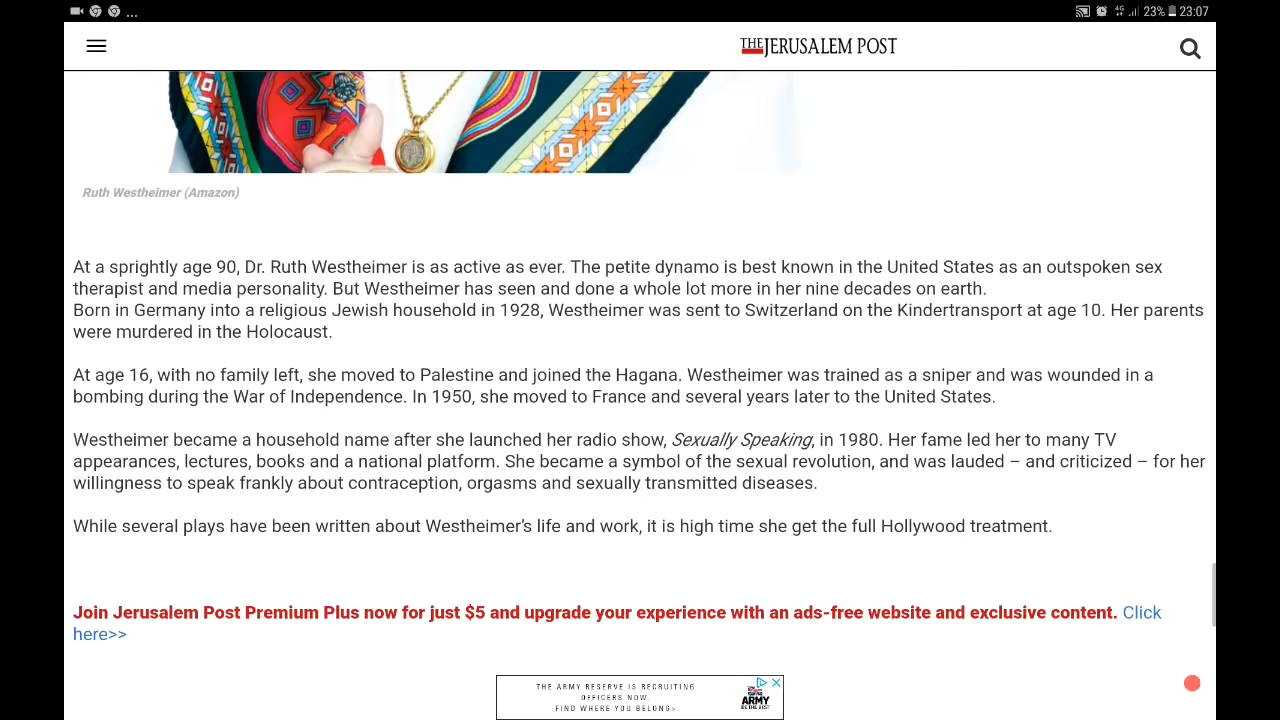 4G 23% 23:07
THE JERUSALEM POST
Ruth Westheimer (Amazon)
At a sprightly age 90, Dr. Ruth Westheimer is as active as ever. The petite dynamo is best known in the United States as an outspoken sex
therapist and media personality. But Westheimer has seen and done a whole lot more in her nine decades on earth.
Born in Germany into a religious Jewish household in 1928, Westheimer was sent to Switzerland on the Kindertransport at age 10. Her parents
were murdered in the Holocaust.
At age 16, with no family left, she moved to Palestine and joined the Hagana. Westheimer was trained as a sniper and was wounded in a
bombing during the War of Independence. In 1950, she moved to France and several years later to the United States.
Westheimer became a household name after she launched her radio show, Sexually Speaking, in 1980. Her fame led her to many TV
appearances, lectures, books and a national platform. She became a symbol of the sexual revolution, and was lauded – and criticized – for her
willingness to speak frankly about contraception, orgasms and sexually transmitted diseases.
While several plays have been written about Westheimer's life and work, it is high time she get the full Hollywood treatment.
Join Jerusalem Post Premium Plus now for just $5 and upgrade your experience with an ads-free website and exclusive content. Click
here>>
THE ARMY RESERVE IS RECRUITING
OFFICERS NOW.
FIND WHERE YOU BELONG>
ARMY
BE THE BEST